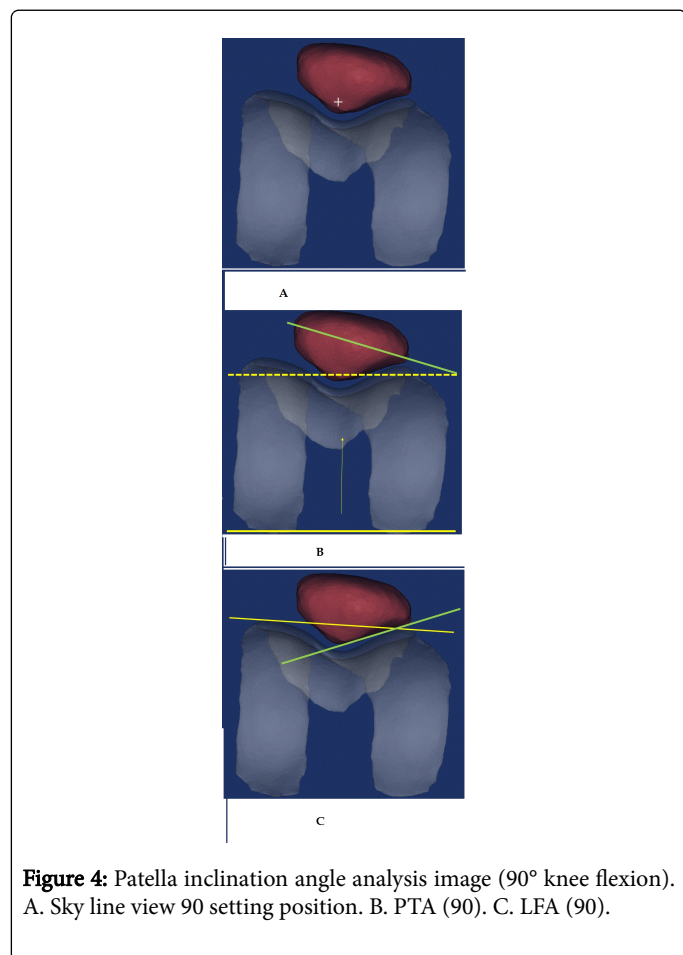 A
B
C
Figure 4: Patella inclination angle analysis image (90° knee flexion).
A. Sky line view 90 setting position. B. PTA (90). C. LFA (90).